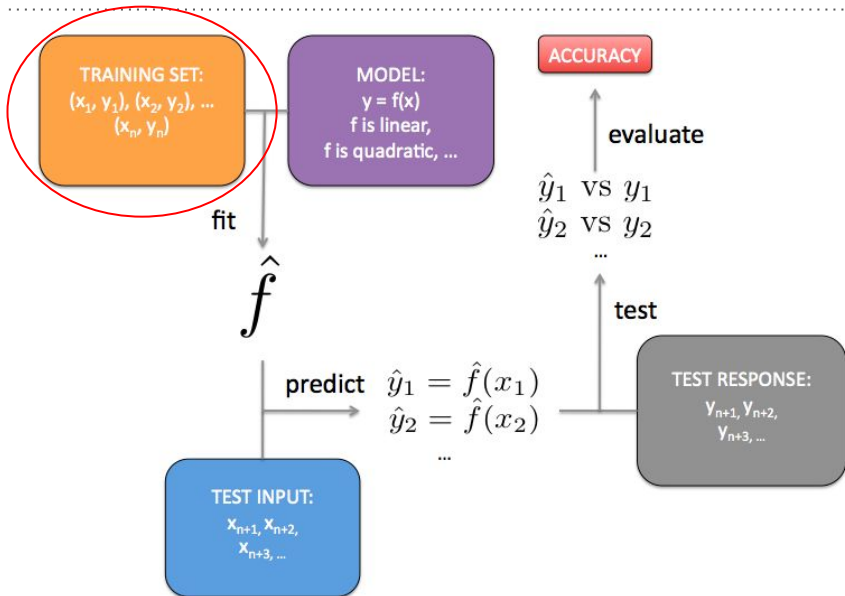 TRAINING SET:
(x₁, y₁), (x₂, y₂), ...
(xₙ, yₙ)
MODEL:
y = f(x)
f is linear,
f is quadratic, ...
ACCURACY
evaluate
ŷ₁ vs y₁
ŷ₂ vs y₂
...
fit
f̂
test
predict
ŷ₁ = f̂(x₁)
ŷ₂ = f̂(x₂)
...
TEST RESPONSE:
yₙ₊₁, yₙ₊₂,
yₙ₊₃, ...
TEST INPUT:
xₙ₊₁, xₙ₊₂,
xₙ₊₃, ...